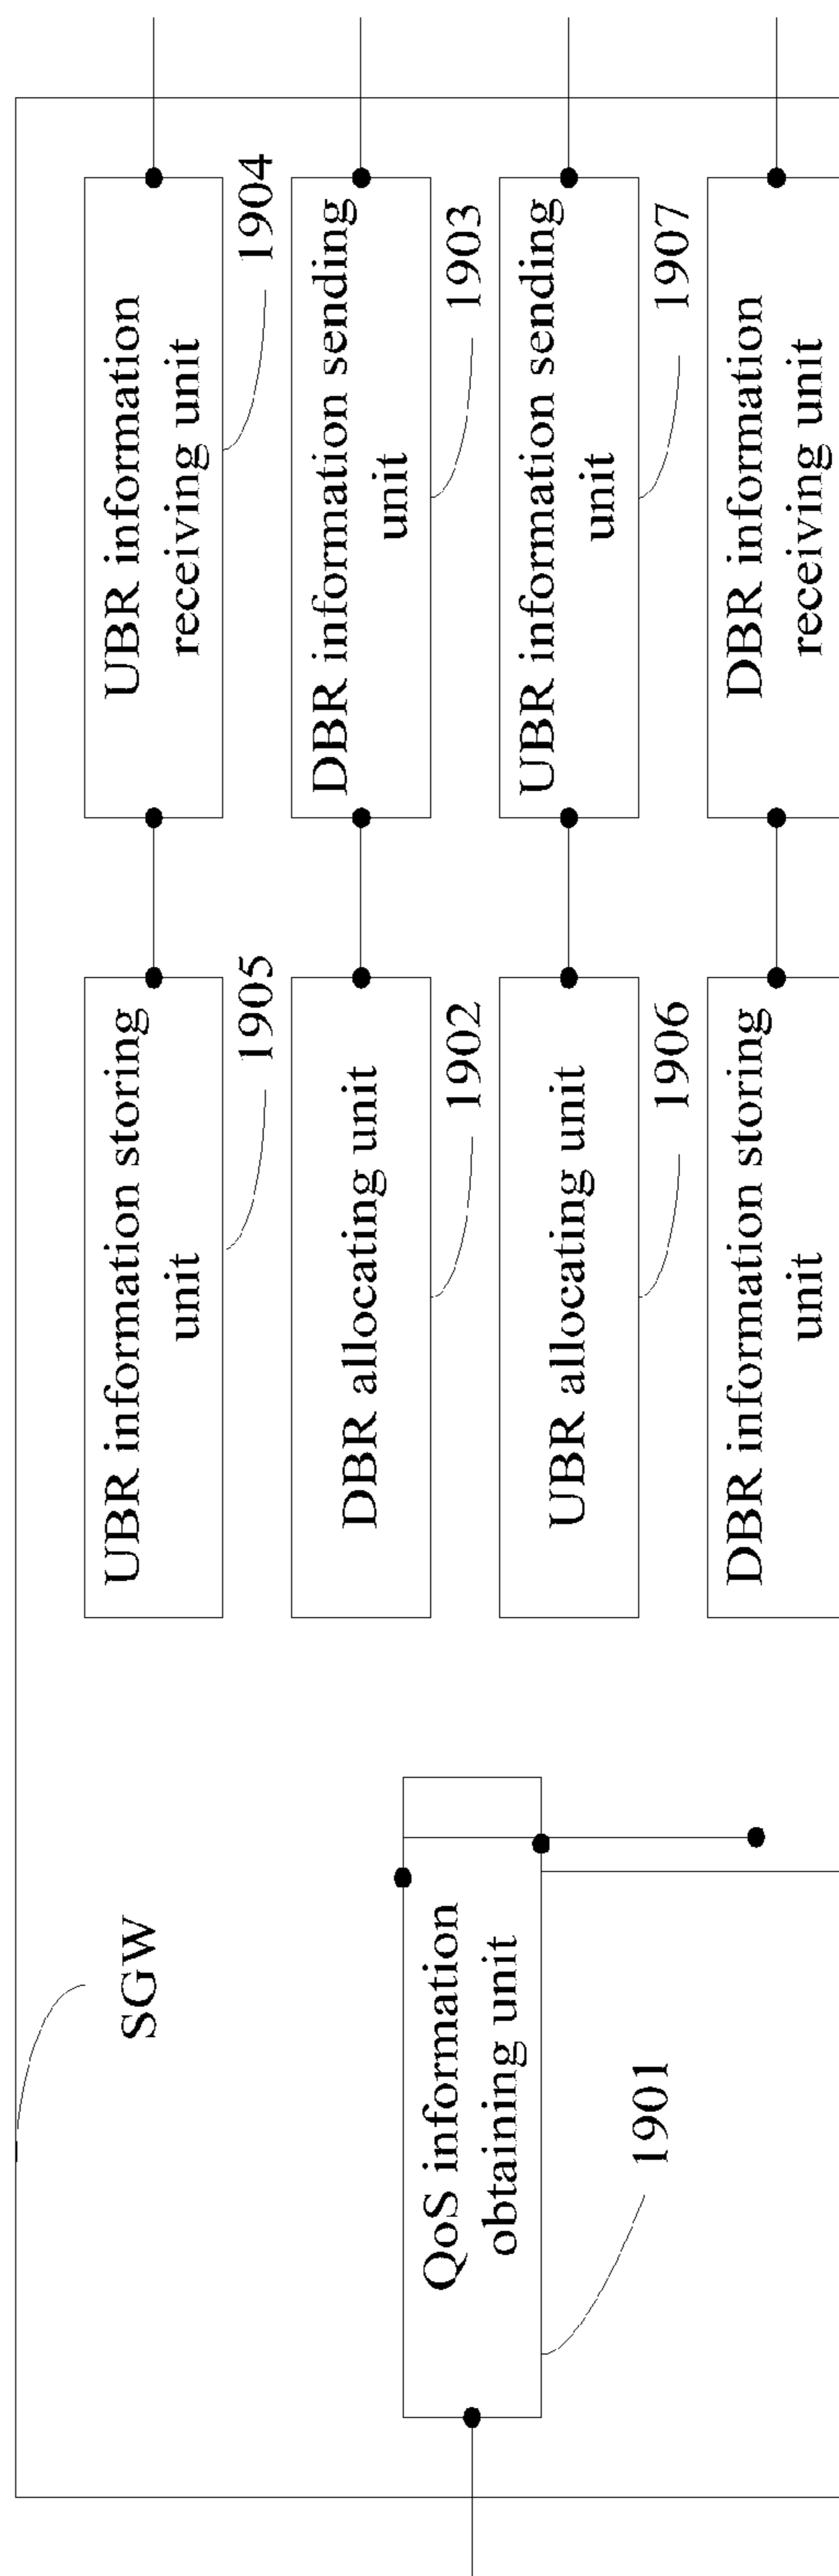 SGW
QoS information
obtaining unit
1901
UBR information storing
unit
1905
UBR information
receiving unit
1904
DBR allocating unit
1902
DBR information sending
unit
1903
UBR allocating unit
1906
UBR information sending
unit
1907
DBR information storing
unit
DBR information
receiving unit